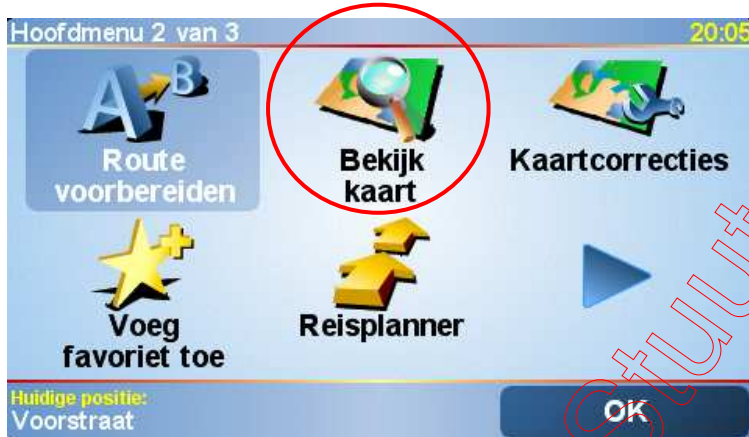 Hoofdmenu 2 van 3 20:05
A B
Route
voorbereiden
Bekijk
kaart
Kaartcorrecties
Voeg
favoriet toe
Reisplanner
Huidige positie:
Voorstraat
OK